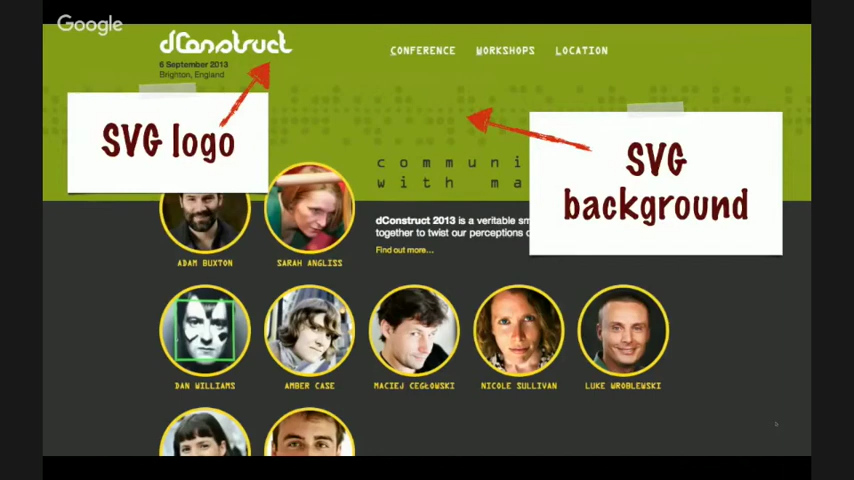 Google
dConstruct
6 September 2013
Brighton, England
CONFERENCE WORKSHOPS LOCATION
SVG logo
SVG
background
communi
with ma
dConstruct 2013 is a veritable sm
together to twist our perceptions
Find out more...
ADAM BUXTON SARAH ANGLISS
DAN WILLIAMS AMBER CASE MACIEJ CEGŁOWSKI NICOLE SULLIVAN LUKE WROBLEWSKI